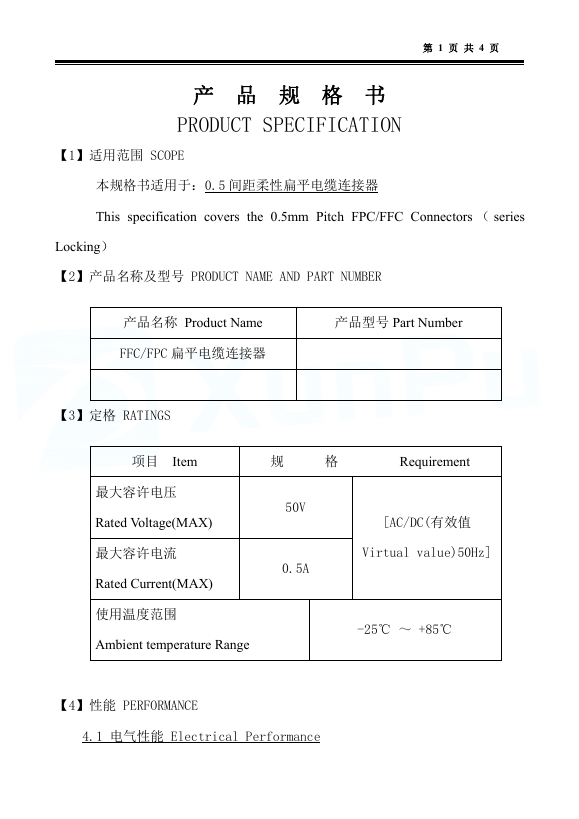 第 1 页 共 4 页
产 品 规 格 书
PRODUCT SPECIFICATION
【1】适用范围 SCOPE
本规格书适用于：0.5间距柔性扁平电缆连接器
This specification covers the 0.5mm Pitch FPC/FFC Connectors（series
Locking）
【2】产品名称及型号 PRODUCT NAME AND PART NUMBER
产品名称 Product Name 产品型号 Part Number
FFC/FPC 扁平电缆连接器
【3】定格 RATINGS
项目 Item 规 格 Requirement
最大容许电压
Rated Voltage(MAX)
50V
[AC/DC(有效值
Virtual value)50Hz]
最大容许电流
Rated Current(MAX)
0.5A
使用温度范围
Ambient temperature Range
-25℃ ～ +85℃
【4】性能 PERFORMANCE
4.1 电气性能 Electrical Performance
XunPu